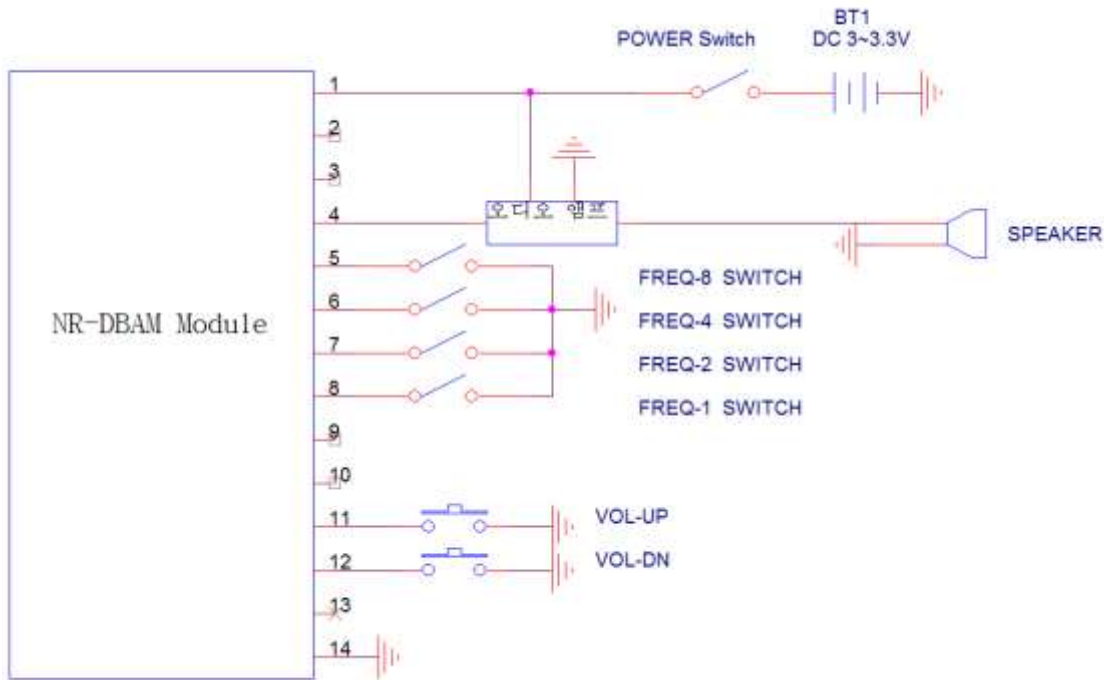 BT1
POWER Switch DC 3~3.3V
1
2
3
오디오 앰프
4
SPEAKER
5
FREQ-8 SWITCH
6
FREQ-4 SWITCH
NR-DBAM Module
7
FREQ-2 SWITCH
8
FREQ-1 SWITCH
9
10
11 VOL-UP
12 VOL-DN
13
14